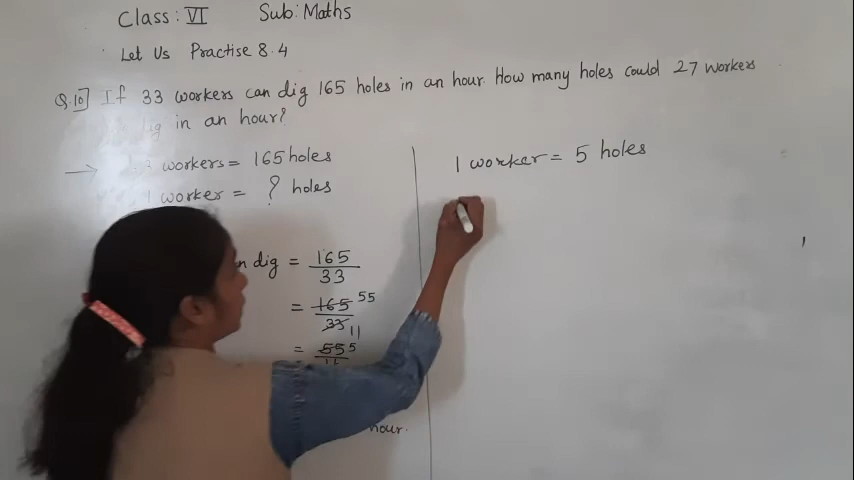 Class: VI Sub: Maths
Let Us Practise 8.4
Q.10] If 33 workers can dig 165 holes in an hour. How many holes could 27 workers
in an hour?
→ workers = 165 holes
worker = ? holes
dig = 165/33
= 165 55/33 11
= 55 5/11
hour.
1 worker = 5 holes